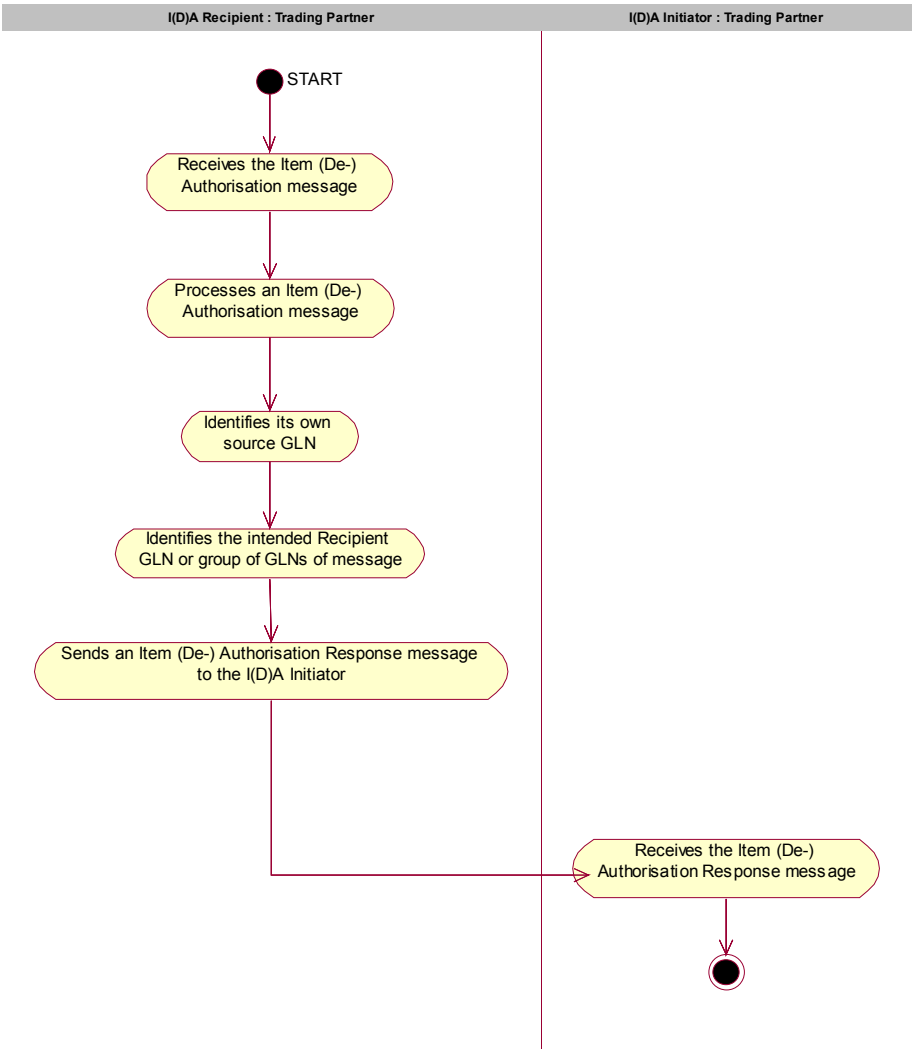 I(D)A Recipient : Trading Partner
I(D)A Initiator : Trading Partner
START
Receives the Item (De-)
Authorisation message
Processes an Item (De-)
Authorisation message
Identifies its own
source GLN
Identifies the intended Recipient
GLN or group of GLNs of message
Sends an Item (De-) Authorisation Response message
to the I(D)A Initiator
Receives the Item (De-)
Authorisation Response message